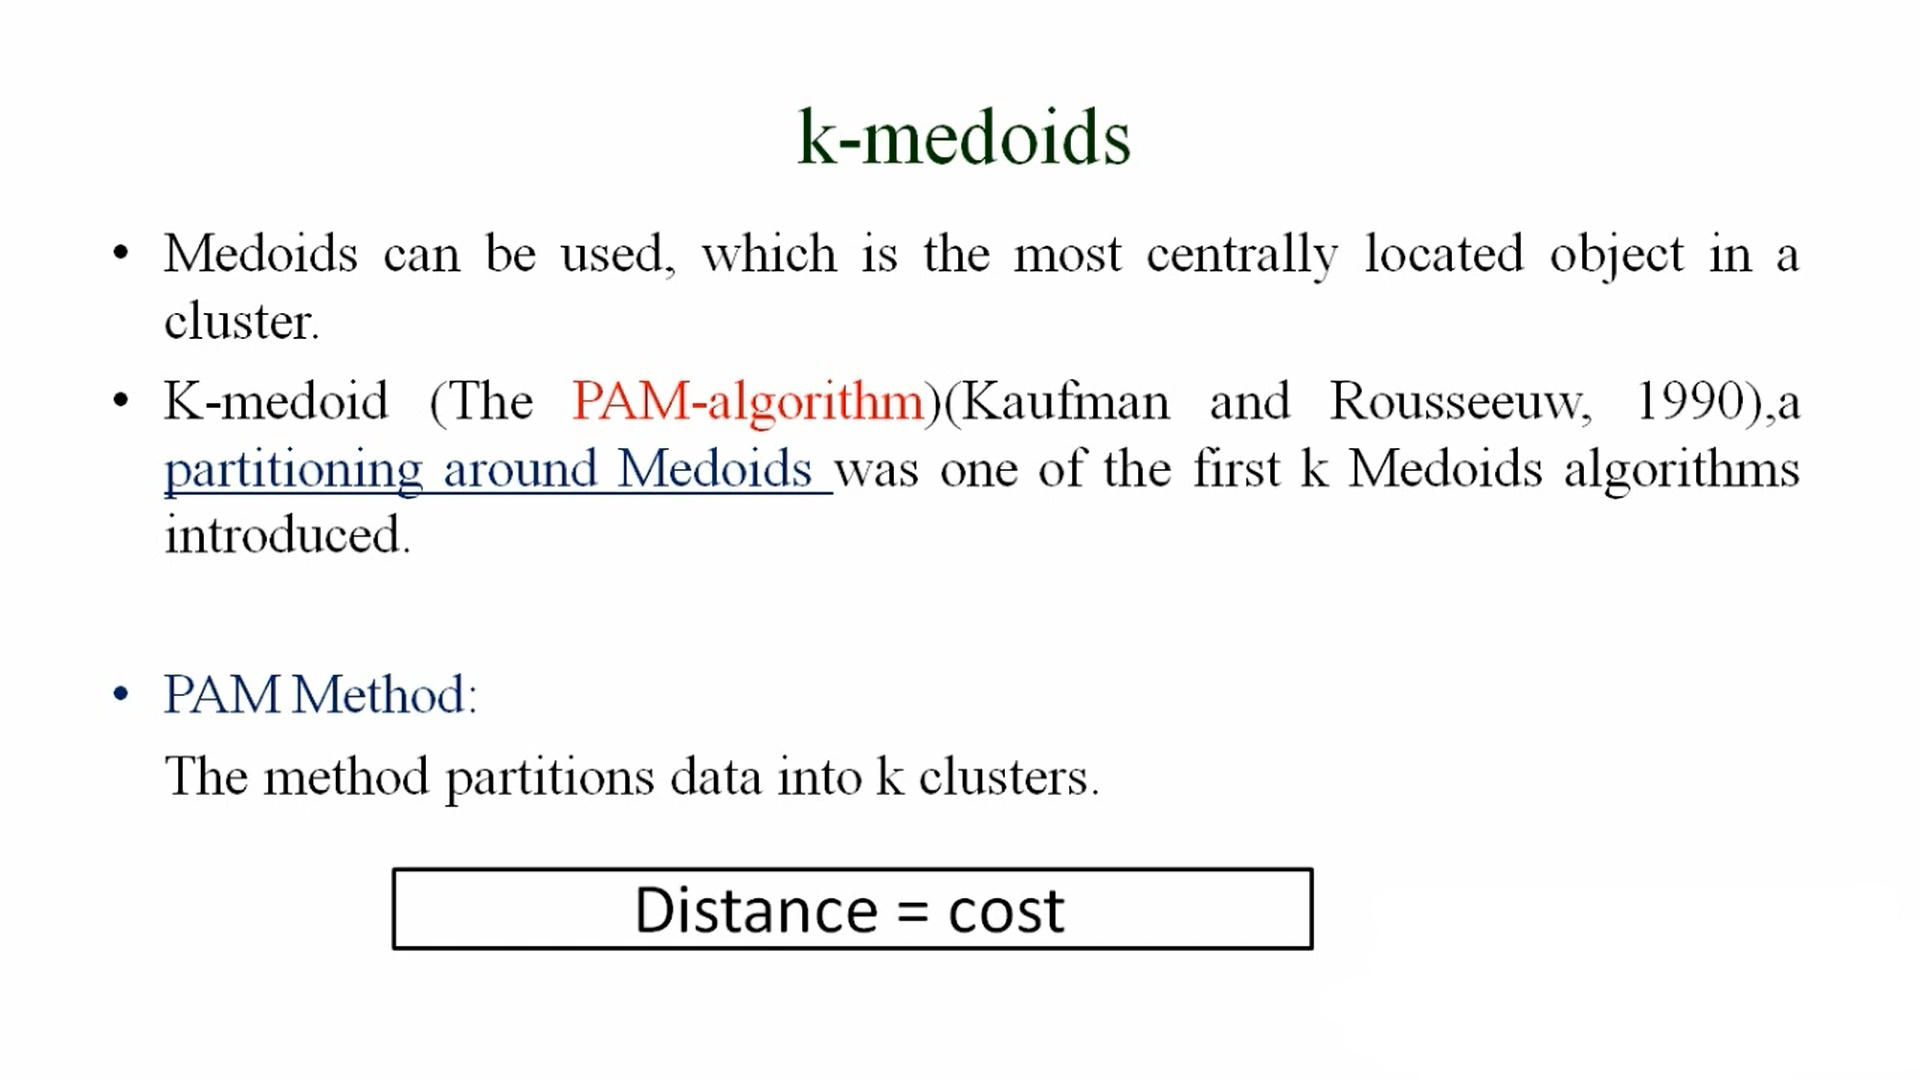 k-medoids
• Medoids can be used, which is the most centrally located object in a
cluster.
• K-medoid (The PAM-algorithm)(Kaufman and Rousseeuw, 1990),a
partitioning around Medoids was one of the first k Medoids algorithms
introduced.
• PAM Method:
The method partitions data into k clusters.
Distance = cost